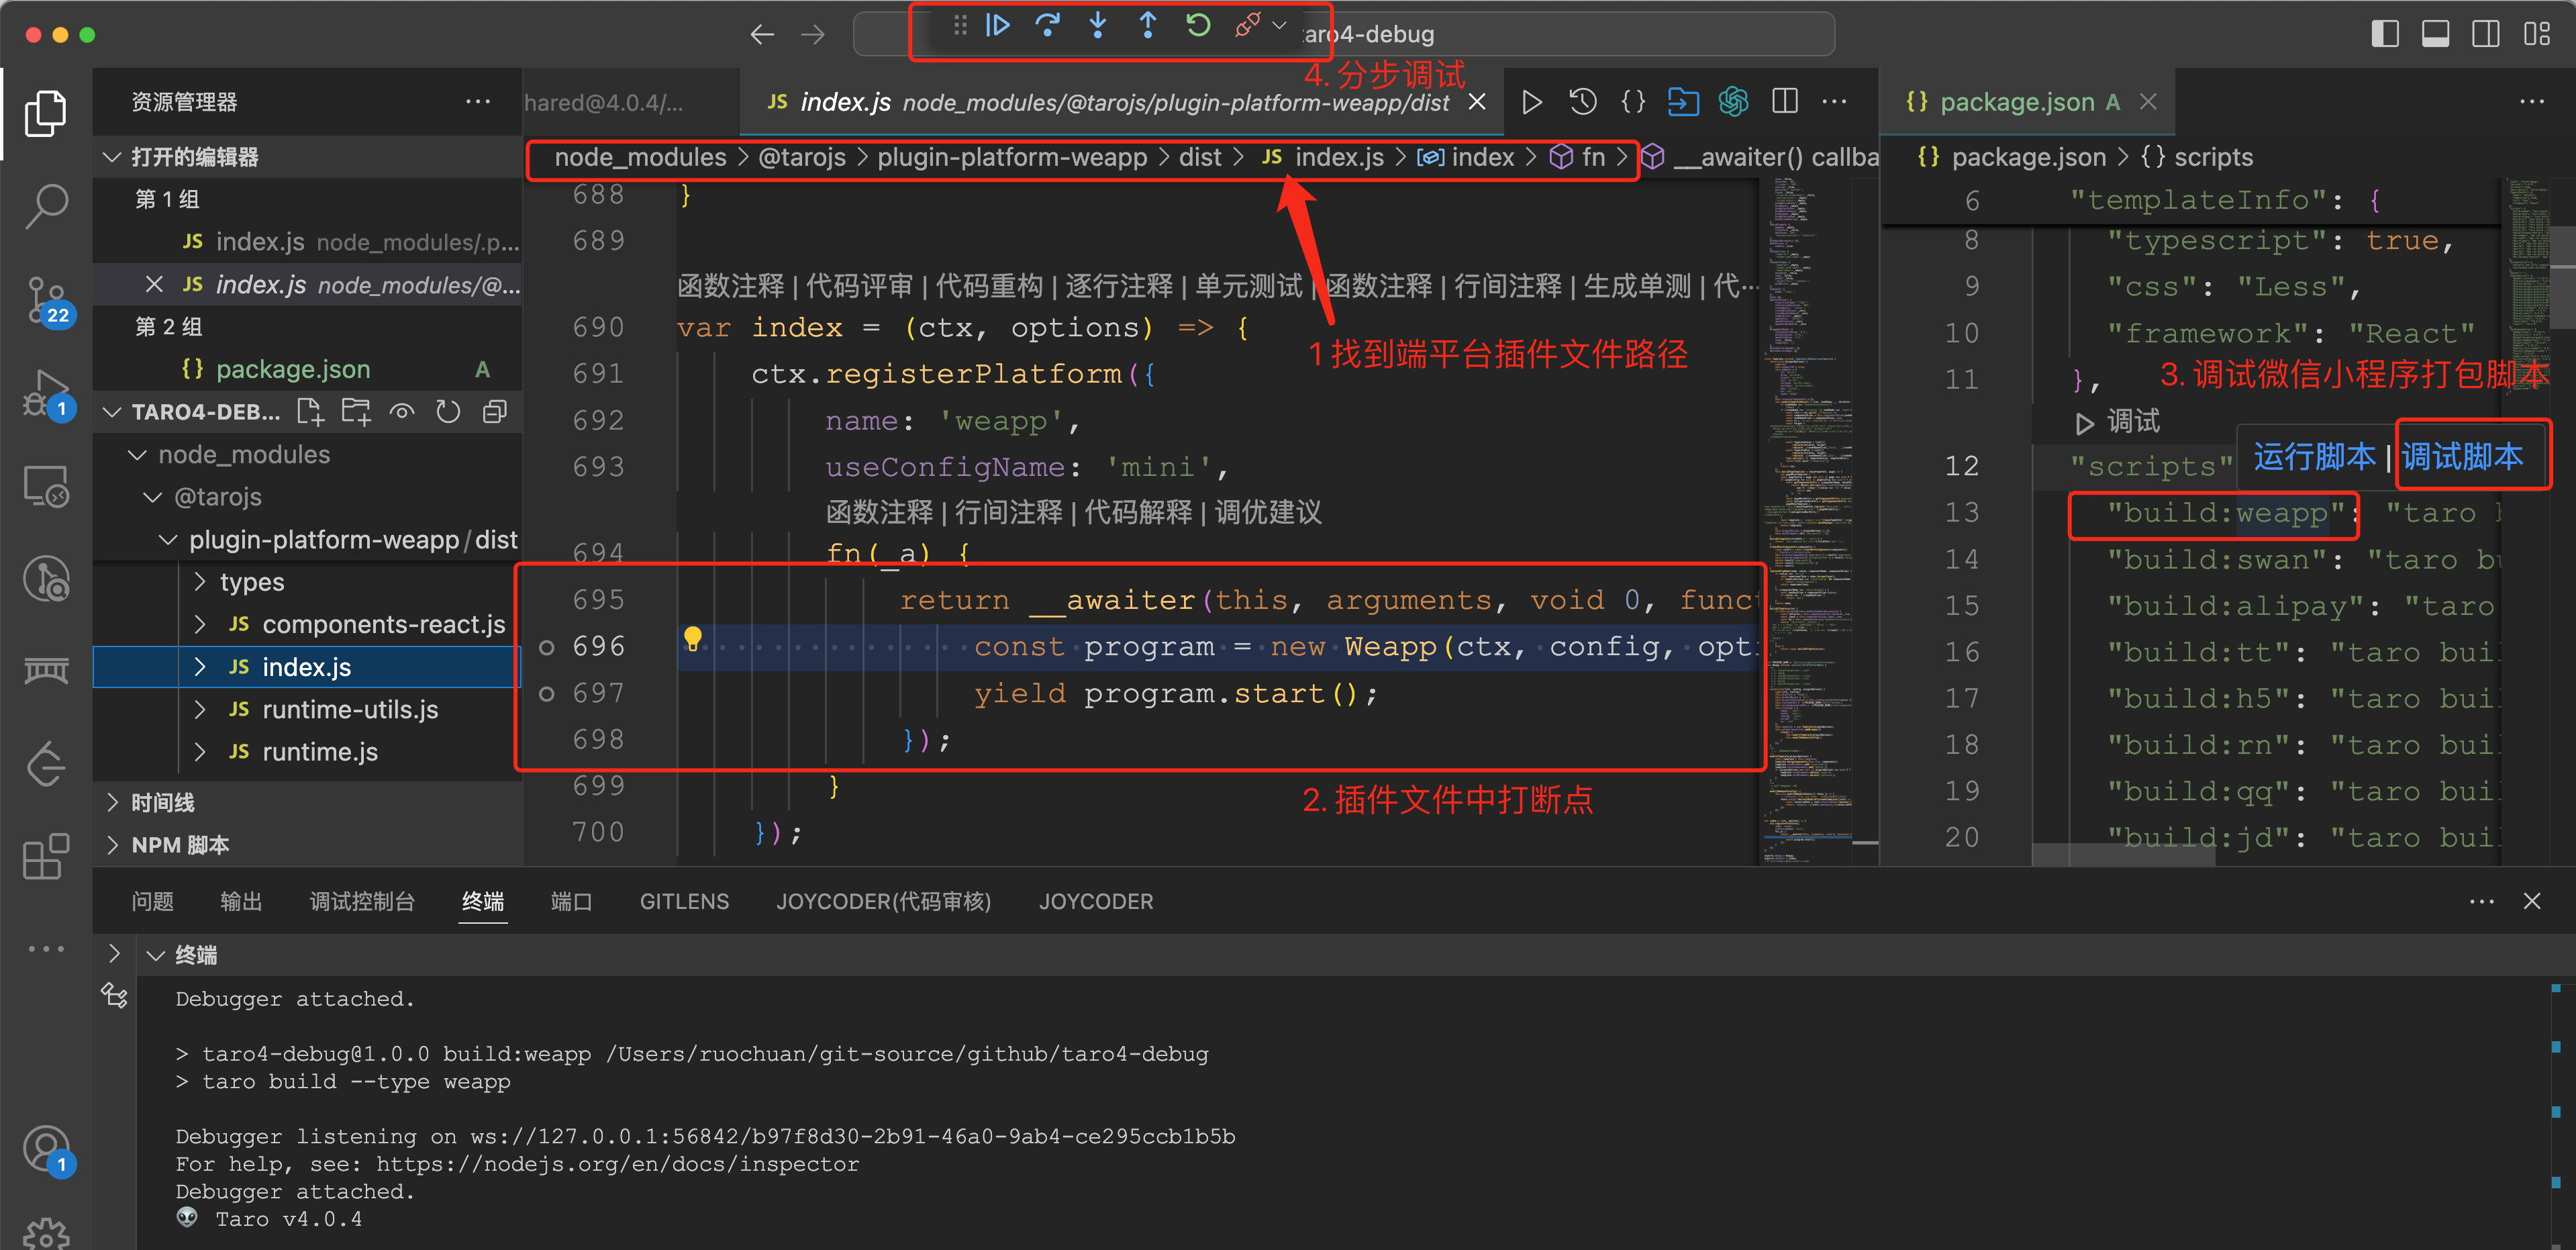 taro4-debug
4. 分步调试
资源管理器
hared@4.0.4/...
JS index.js node_modules/@tarojs/plugin-platform-weapp/dist
{} package.json A
打开的编辑器
第 1 组
JS index.js node_modules/.p...
JS index.js node_modules/@...
第 2 组
{} package.json A
TARO4-DEB...
node_modules
@tarojs
plugin-platform-weapp/dist
types
JS components-react.js
JS index.js
JS runtime-utils.js
JS runtime.js
时间线
NPM 脚本
22
1
1
node_modules > @tarojs > plugin-platform-weapp > dist > JS index.js > index > fn > __awaiter() callba
688 }
689
函数注释 | 代码评审 | 代码重构 | 逐行注释 | 单元测试 | 函数注释 | 行间注释 | 生成单测 | 代...
690 var index = (ctx, options) => {
691 ctx.registerPlatform({
692 name: 'weapp',
693 useConfigName: 'mini',
函数注释 | 行间注释 | 代码解释 | 调优建议
694 fn(_a) {
695 return __awaiter(this, arguments, void 0, funct
696 const program = new Weapp(ctx, config, opti
697 yield program.start();
698 });
699 }
700 });
1 找到端平台插件文件路径
2. 插件文件中打断点
{} package.json > {} scripts
6 "templateInfo": {
8 "typescript": true,
9 "css": "Less",
10 "framework": "React"
11 },
3. 调试微信小程序打包脚本
调试
运行脚本 | 调试脚本
12 "scripts"
13 "build:weapp": "taro b
14 "build:swan": "taro bu
15 "build:alipay": "taro
16 "build:tt": "taro buil
17 "build:h5": "taro buil
18 "build:rn": "taro buil
19 "build:qq": "taro buil
20 "build:jd": "taro buil
问题 输出 调试控制台 终端 端口 GITLENS JOYCODER(代码审核) JOYCODER
终端
Debugger attached.
> taro4-debug@1.0.0 build:weapp /Users/ruochuan/git-source/github/taro4-debug
> taro build --type weapp
Debugger listening on ws://127.0.0.1:56842/b97f8d30-2b91-46a0-9ab4-ce295ccb1b5b
For help, see: https://nodejs.org/en/docs/inspector
Debugger attached.
👽 Taro v4.0.4